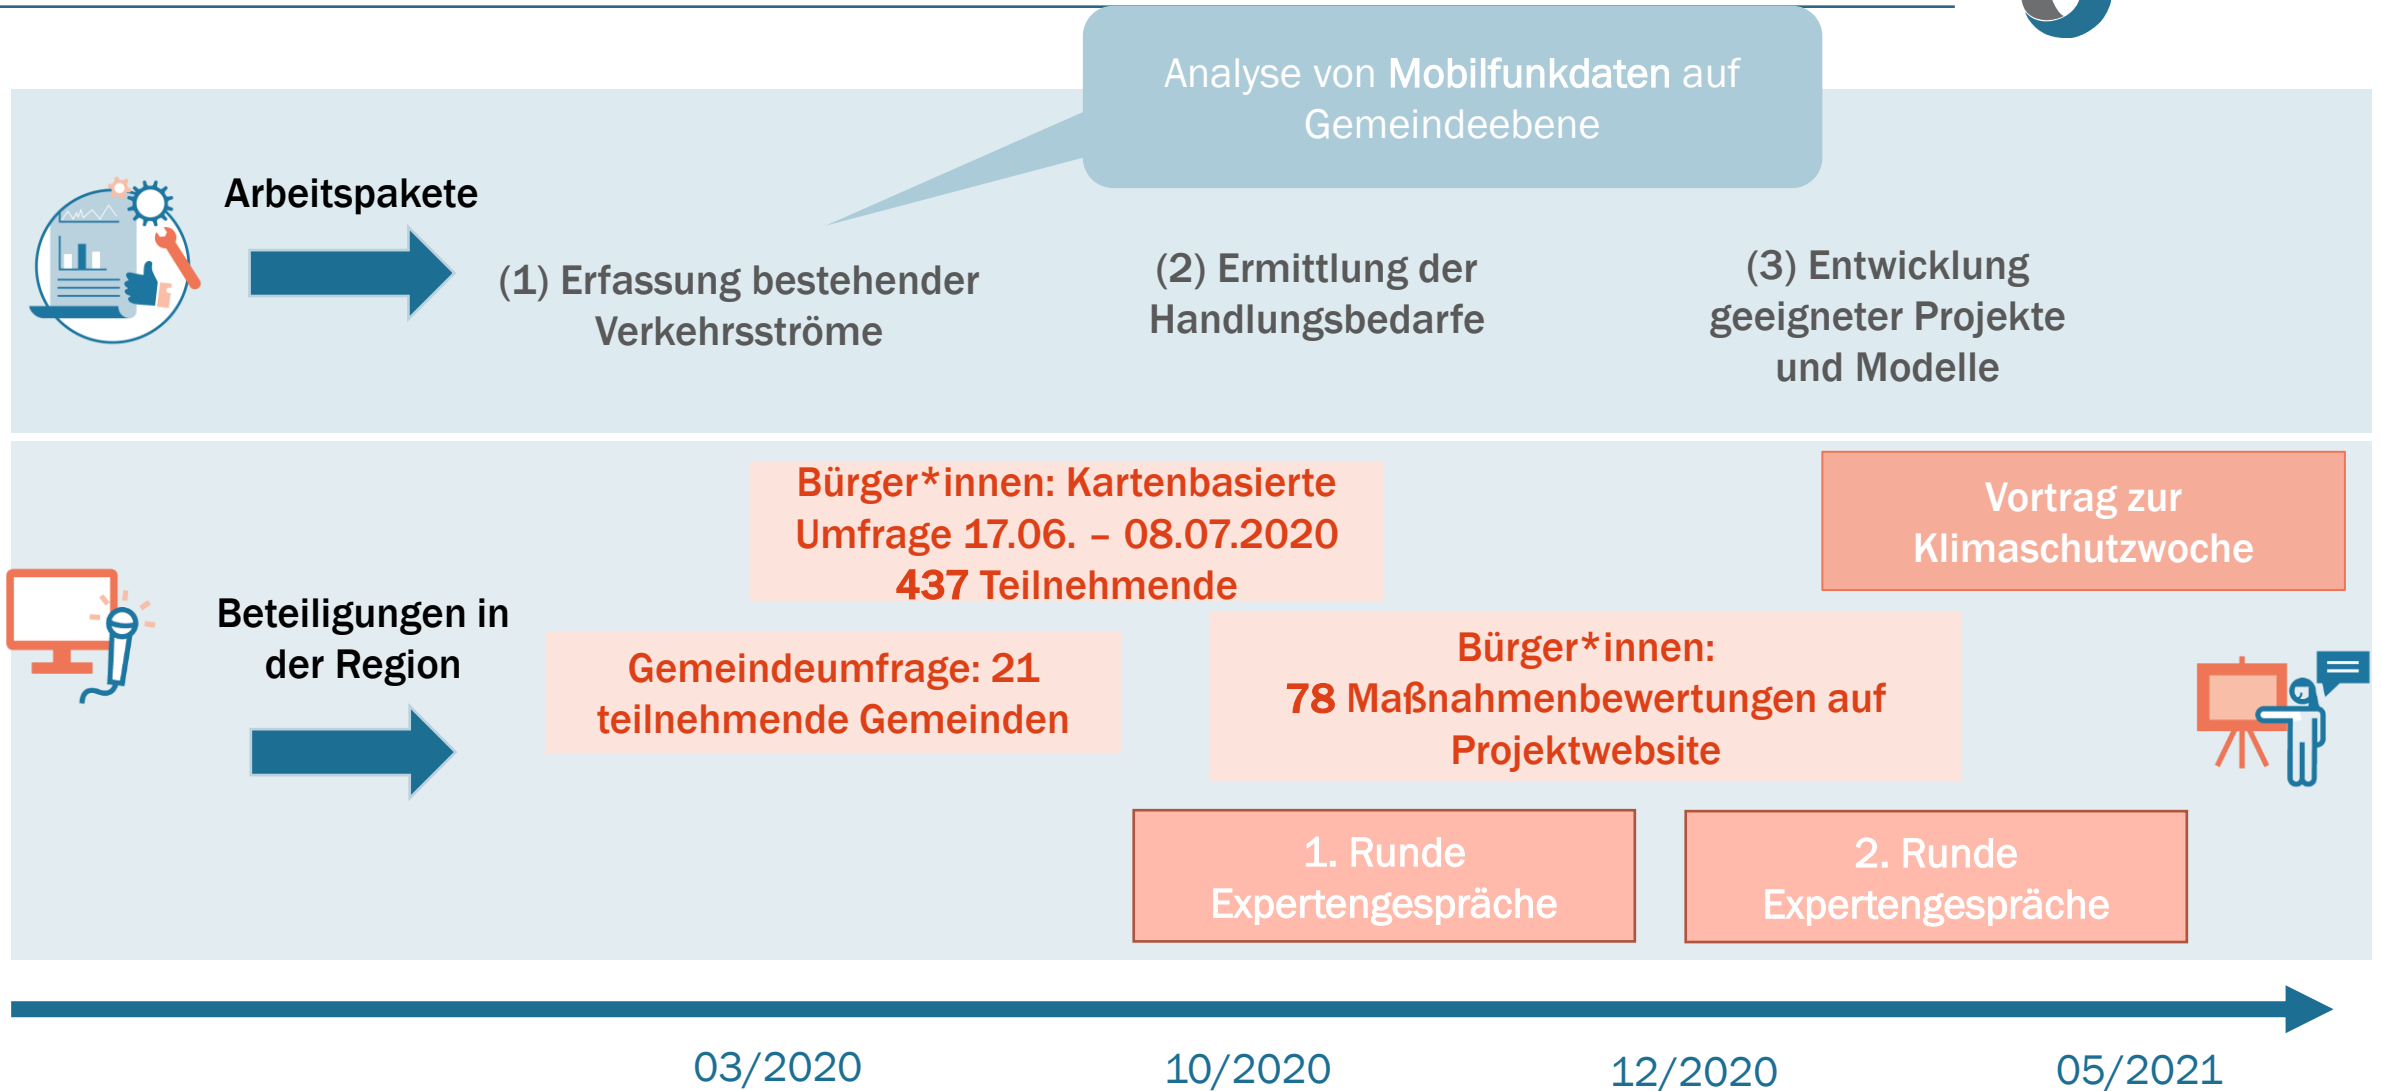 Analyse von Mobilfunkdaten auf
Gemeindeebene
Arbeitspakete
(1) Erfassung bestehender
Verkehrsströme
(2) Ermittlung der
Handlungsbedarfe
(3) Entwicklung
geeigneter Projekte
und Modelle
Beteiligungen in
der Region
Bürger*innen: Kartenbasierte
Umfrage 17.06. – 08.07.2020
437 Teilnehmende
Vortrag zur
Klimaschutzwoche
Gemeindeumfrage: 21
teilnehmende Gemeinden
Bürger*innen:
78 Maßnahmenbewertungen auf
Projektwebsite
1. Runde
Expertengespräche
2. Runde
Expertengespräche
03/2020
10/2020
12/2020
05/2021